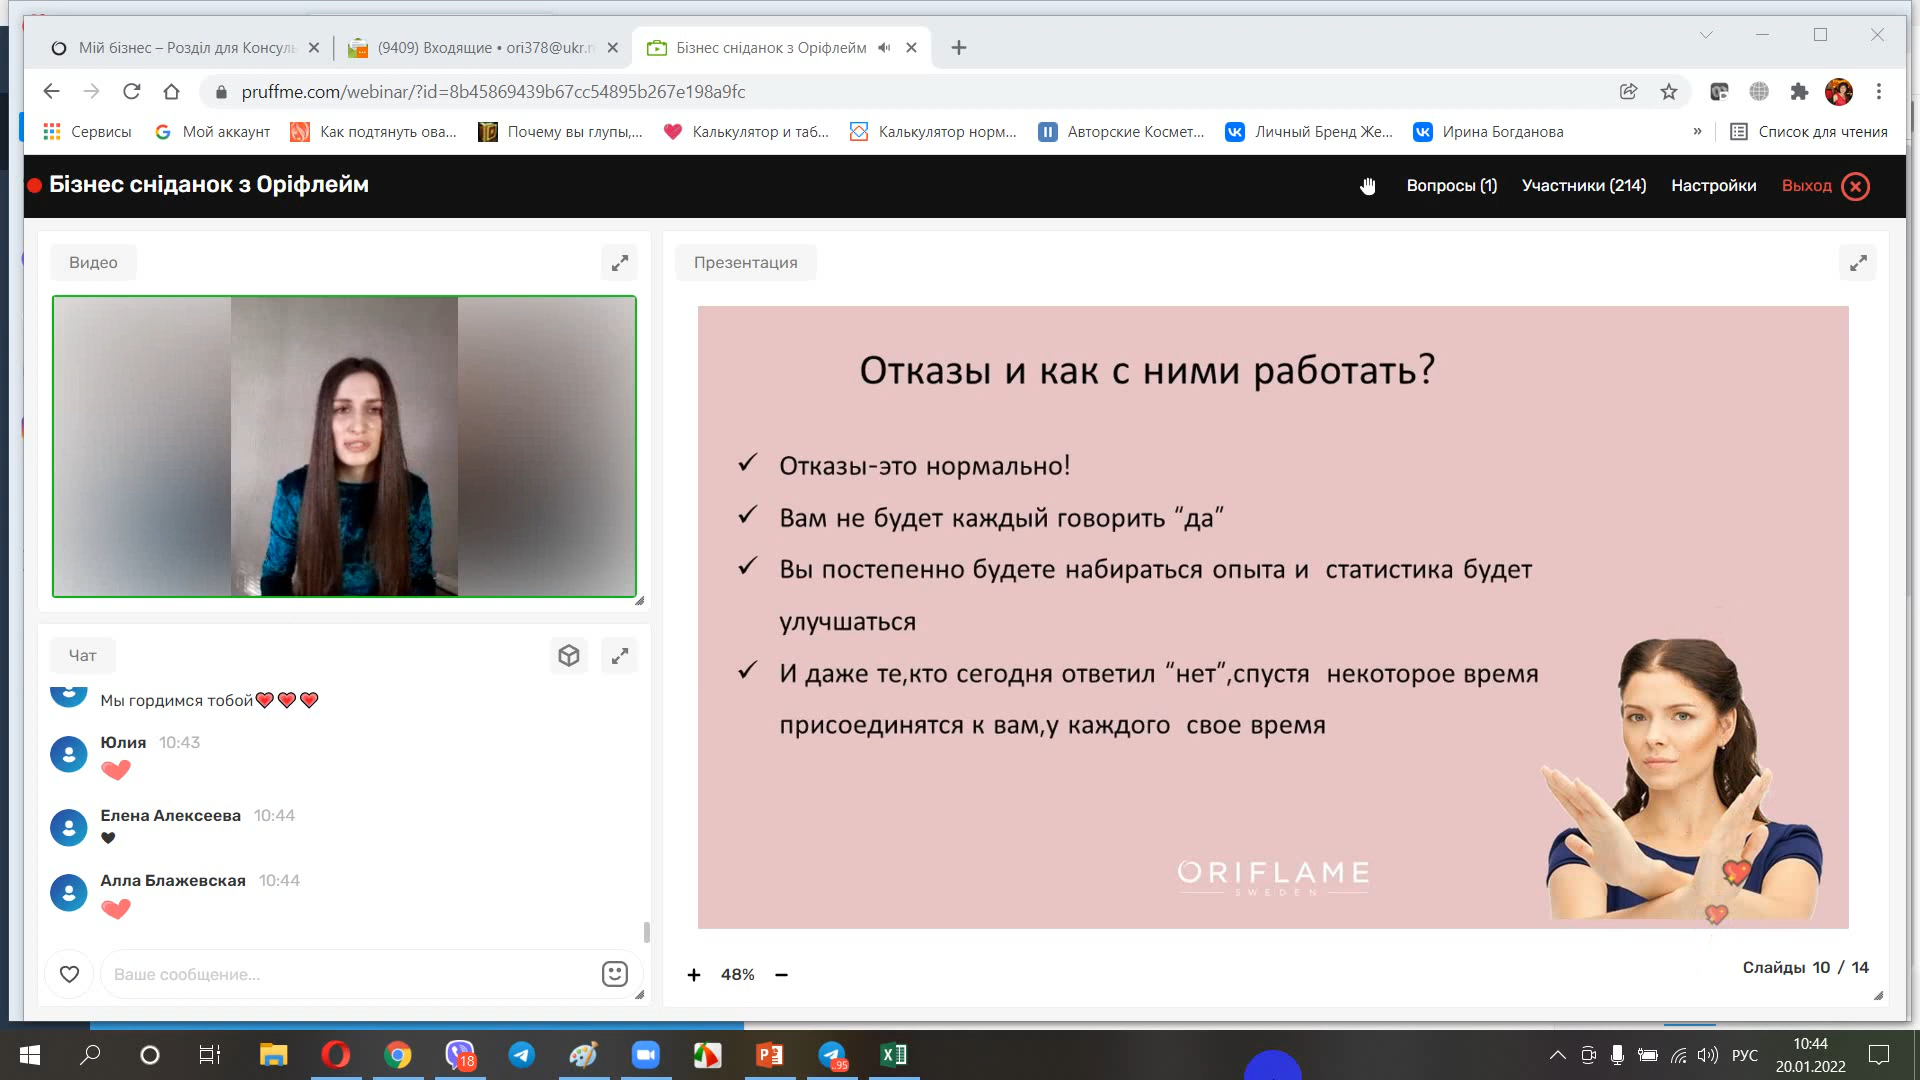 Мій бізнес – Розділ для Консуль
(9409) Входящие • ori378@ukr.n
Бізнес сніданок з Оріфлейм
pruffme.com/webinar/?id=8b45869439b67cc54895b267e198a9fc
Сервисы
Мой аккаунт
Как подтянуть ова...
Почему вы глупы,...
Калькулятор и таб...
Калькулятор норм...
Авторские Космет...
Личный Бренд Же...
Ирина Богданова
»
Список для чтения
Бізнес сніданок з Оріфлейм
Вопросы (1)
Участники (214)
Настройки
Выход
Видео
Презентация
Отказы и как с ними работать?
✓ Отказы-это нормально!
✓ Вам не будет каждый говорить “да”
✓ Вы постепенно будете набираться опыта и статистика будет
улучшаться
✓ И даже те,кто сегодня ответил “нет”,спустя некоторое время
присоединятся к вам,у каждого свое время
ORIFLAME
SWEDEN
Чат
Мы гордимся тобой
Юлия 10:43
Елена Алексеева 10:44
Алла Блажевская 10:44
Ваше сообщение...
+ 48% −
Слайды 10 / 14
18
95
РУС
10:44
20.01.2022